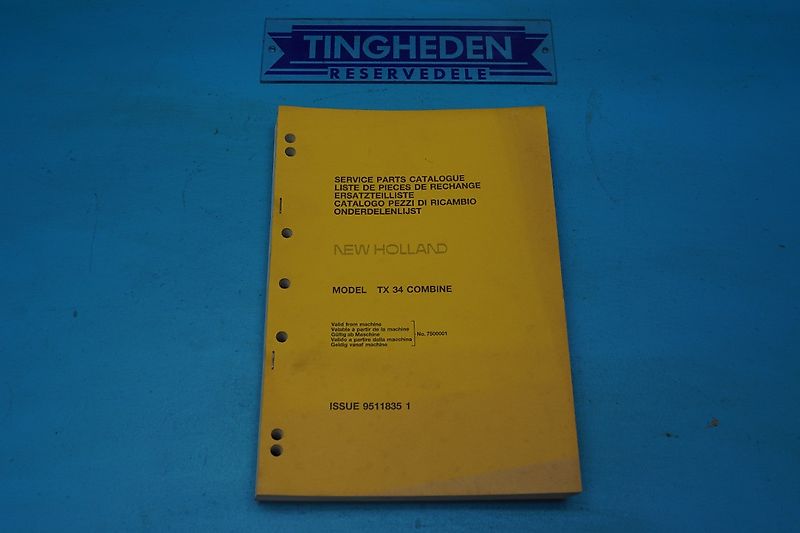 TINGHEDEN
RESERVEDELE
SERVICE PARTS CATALOGUE
LISTE DE PIECES DE RECHANGE
ERSATZTEILLISTE
CATALOGO PEZZI DI RICAMBIO
ONDERDELENLIJST
NEW HOLLAND
MODEL TX 34 COMBINE
Valid from machine
Valable à partir de la machine
Gültig ab Maschine
No. 7500001
Valido a partire dalla macchina
Geldig vanaf machine
ISSUE 9511835 1